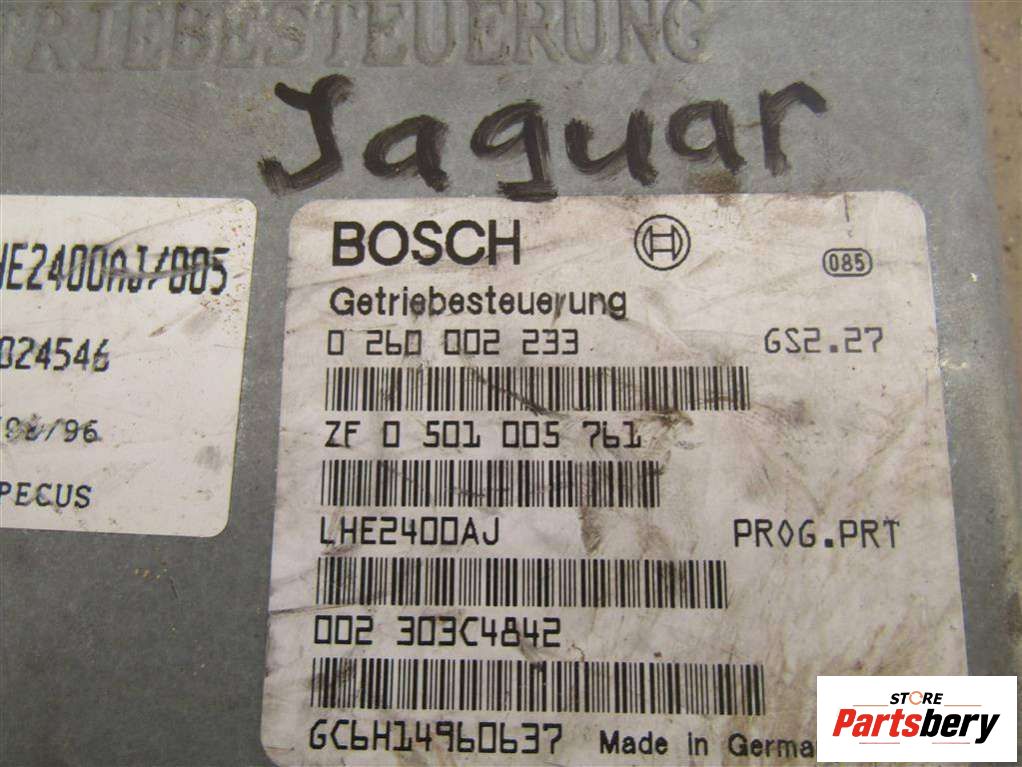 TRIEBESTEUERUNG
Jaguar
HE2400AJ/005
024546
/96
PECUS
BOSCH
085
Getriebesteuerung
0 260 002 233 GS2.27
ZF 0 501 005 761
LHE2400AJ PROG.PRT
002 303C4842
GC6H14960637 Made in Germa
STORE
Partsbery